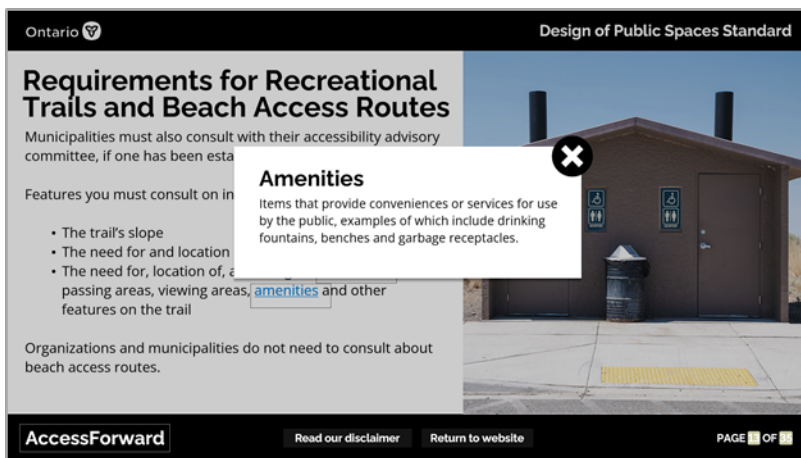 Ontario
Design of Public Spaces Standard
Requirements for Recreational
Trails and Beach Access Routes
Municipalities must also consult with their accessibility advisory
committee, if one has been esta
Features you must consult on in
• The trail's slope
• The need for and location
• The need for, location of, a
passing areas, viewing areas, amenities and other
features on the trail
Organizations and municipalities do not need to consult about
beach access routes.
Amenities
Items that provide conveniences or services for use
by the public, examples of which include drinking
fountains, benches and garbage receptacles.
AccessForward
Read our disclaimer
Return to website
PAGE 13 OF 35